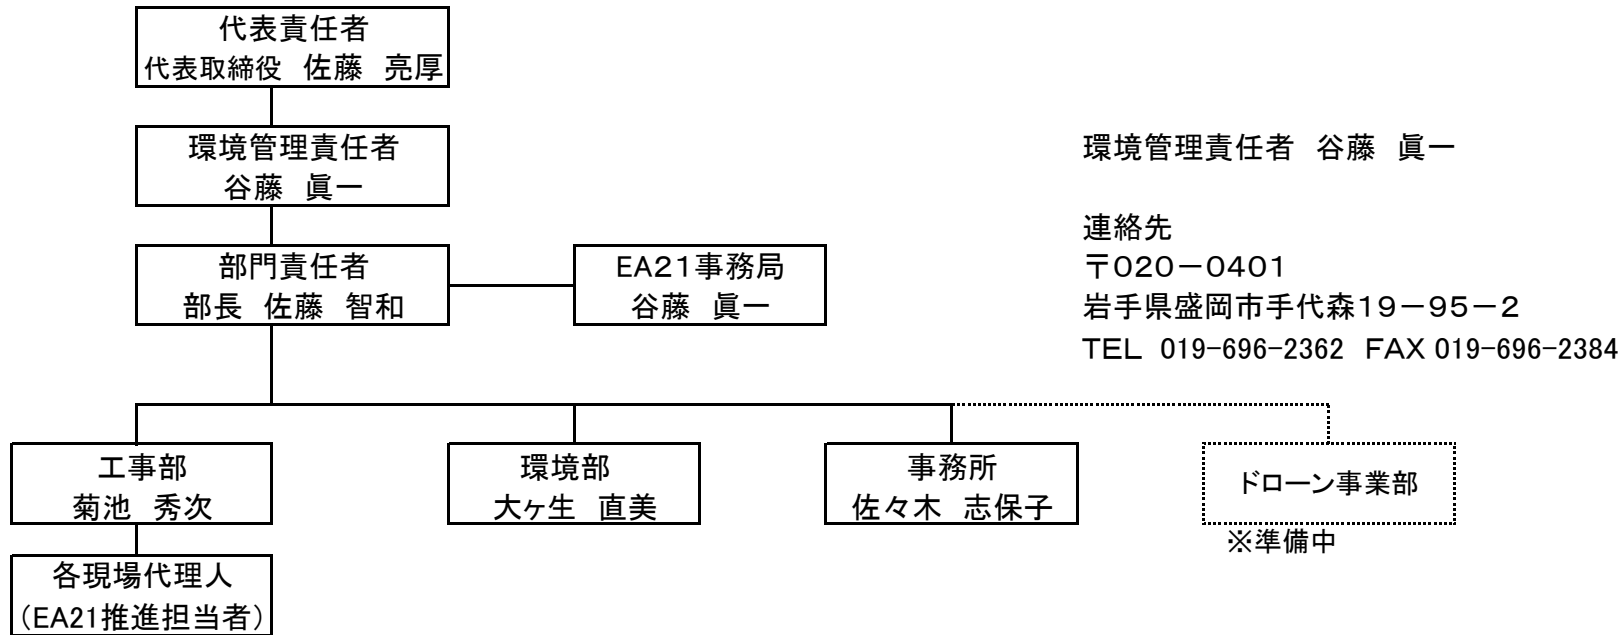 代表責任者
代表取締役　佐藤　亮厚
環境管理責任者
谷藤　眞一
環境管理責任者　谷藤　眞一
連絡先
〒０２０－０４０１
岩手県盛岡市手代森１９－９５－２
ＴＥＬ 019-696-2362 ＦＡＸ 019-696-2384
部門責任者
部長　佐藤　智和
ＥＡ２１事務局
谷藤　眞一
工事部
菊池　秀次
環境部
大ヶ生　直美
事務所
佐々木　志保子
ドローン事業部
※準備中
各現場代理人
（EA21推進担当者）